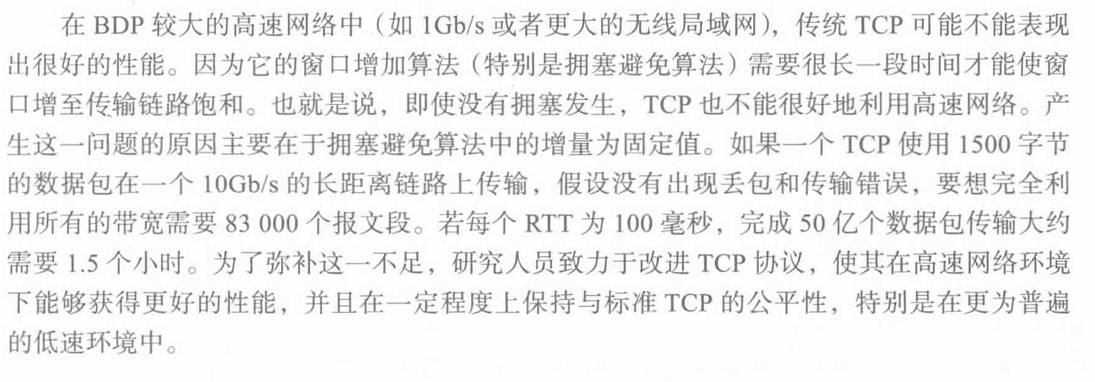 在 BDP 较大的高速网络中（如 1Gb/s 或者更大的无线局域网），传统 TCP 可能不能表现
出很好的性能。因为它的窗口增加算法（特别是拥塞避免算法）需要很长一段时间才能使窗
口增至传输链路饱和。也就是说，即使没有拥塞发生，TCP 也不能很好地利用高速网络。产
生这一问题的原因主要在于拥塞避免算法中的增量为固定值。如果一个 TCP 使用 1500 字节
的数据包在一个 10Gb/s 的长距离链路上传输，假设没有出现丢包和传输错误，要想完全利
用所有的带宽需要 83 000 个报文段。若每个 RTT 为 100 毫秒，完成 50 亿个数据包传输大约
需要 1.5 个小时。为了弥补这一不足，研究人员致力于改进 TCP 协议，使其在高速网络环境
下能够获得更好的性能，并且在一定程度上保持与标准 TCP 的公平性，特别是在更为普遍
的低速环境中。